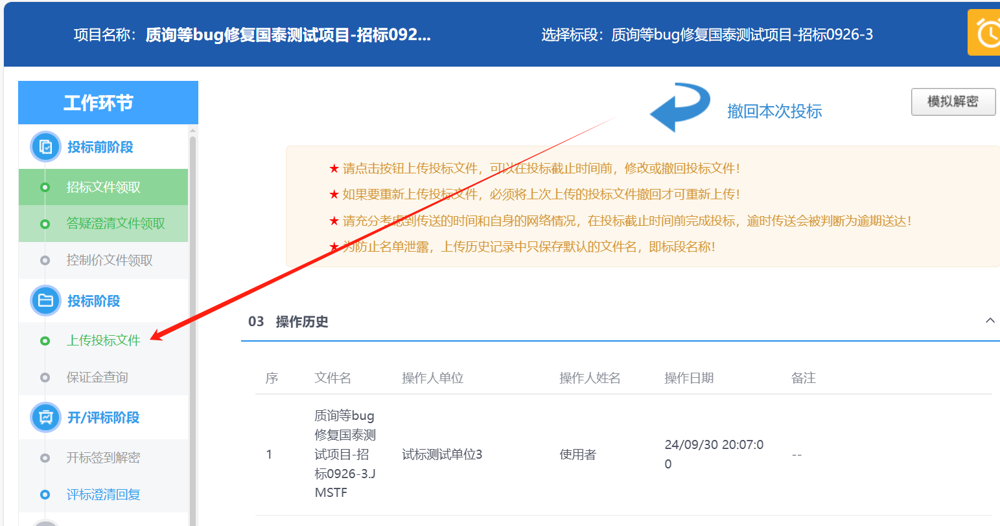 项目名称：质询等bug修复国泰测试项目-招标092...
选择标段：质询等bug修复国泰测试项目-招标0926-3
工作环节
投标前阶段
招标文件领取
答疑澄清文件领取
控制价文件领取
投标阶段
上传投标文件
保证金查询
开/评标阶段
开标签到解密
评标澄清回复
撤回本次投标
模拟解密
★ 请点击按钮上传投标文件，可以在投标截止时间前，修改或撤回投标文件！
★ 如果要重新上传投标文件，必须将上次上传的投标文件撤回才可重新上传！
★ 请充分考虑到传送的时间和自身的网络情况，在投标截止时间前完成投标，逾时传送会被判断为逾期送达！
★ 为防止名单泄露，上传历史记录中只保存默认的文件名，即标段名称！
03 操作历史
序 文件名 操作人单位 操作人姓名 操作日期 备注
1
质询等bug
修复国泰测
试项目-招
标0926-3.J
MSTF
试标测试单位3
使用者
24/09/30 20:07:0
0
--